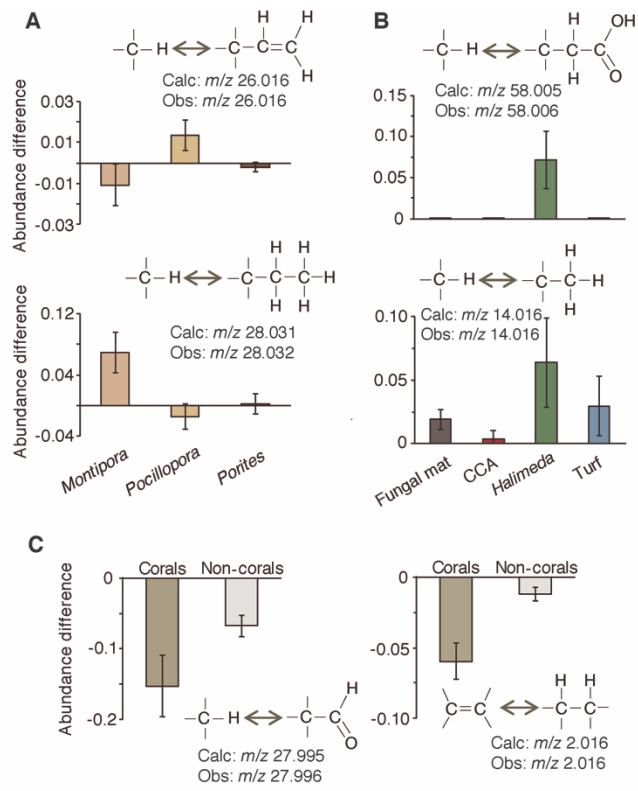 A
C
H
C
C
C
H
H
H
H
Calc: m/z 26.016
Obs: m/z 26.016
Abundance difference
0.03
0.01
-0.01
-0.03
C
H
C
C
C
H
H
H
H
H
Calc: m/z 28.031
Obs: m/z 28.032
Abundance difference
0.12
0.04
-0.04
Montipora
Pocillopora
Porites
B
C
H
C
C
C
H
H
OH
O
Calc: m/z 58.005
Obs: m/z 58.006
0.15
0.10
0.05
0
C
H
C
C
H
H
H
Calc: m/z 14.016
Obs: m/z 14.016
0.10
0.05
0
Fungal mat
CCA
Halimeda
Turf
C
Abundance difference
Corals Non-corals
0
-0.1
-0.2
C
H
C
C
H
O
Calc: m/z 27.995
Obs: m/z 27.996
Corals Non-corals
0
-0.05
-0.10
C=C
H
H
C
C
Calc: m/z 2.016
Obs: m/z 2.016